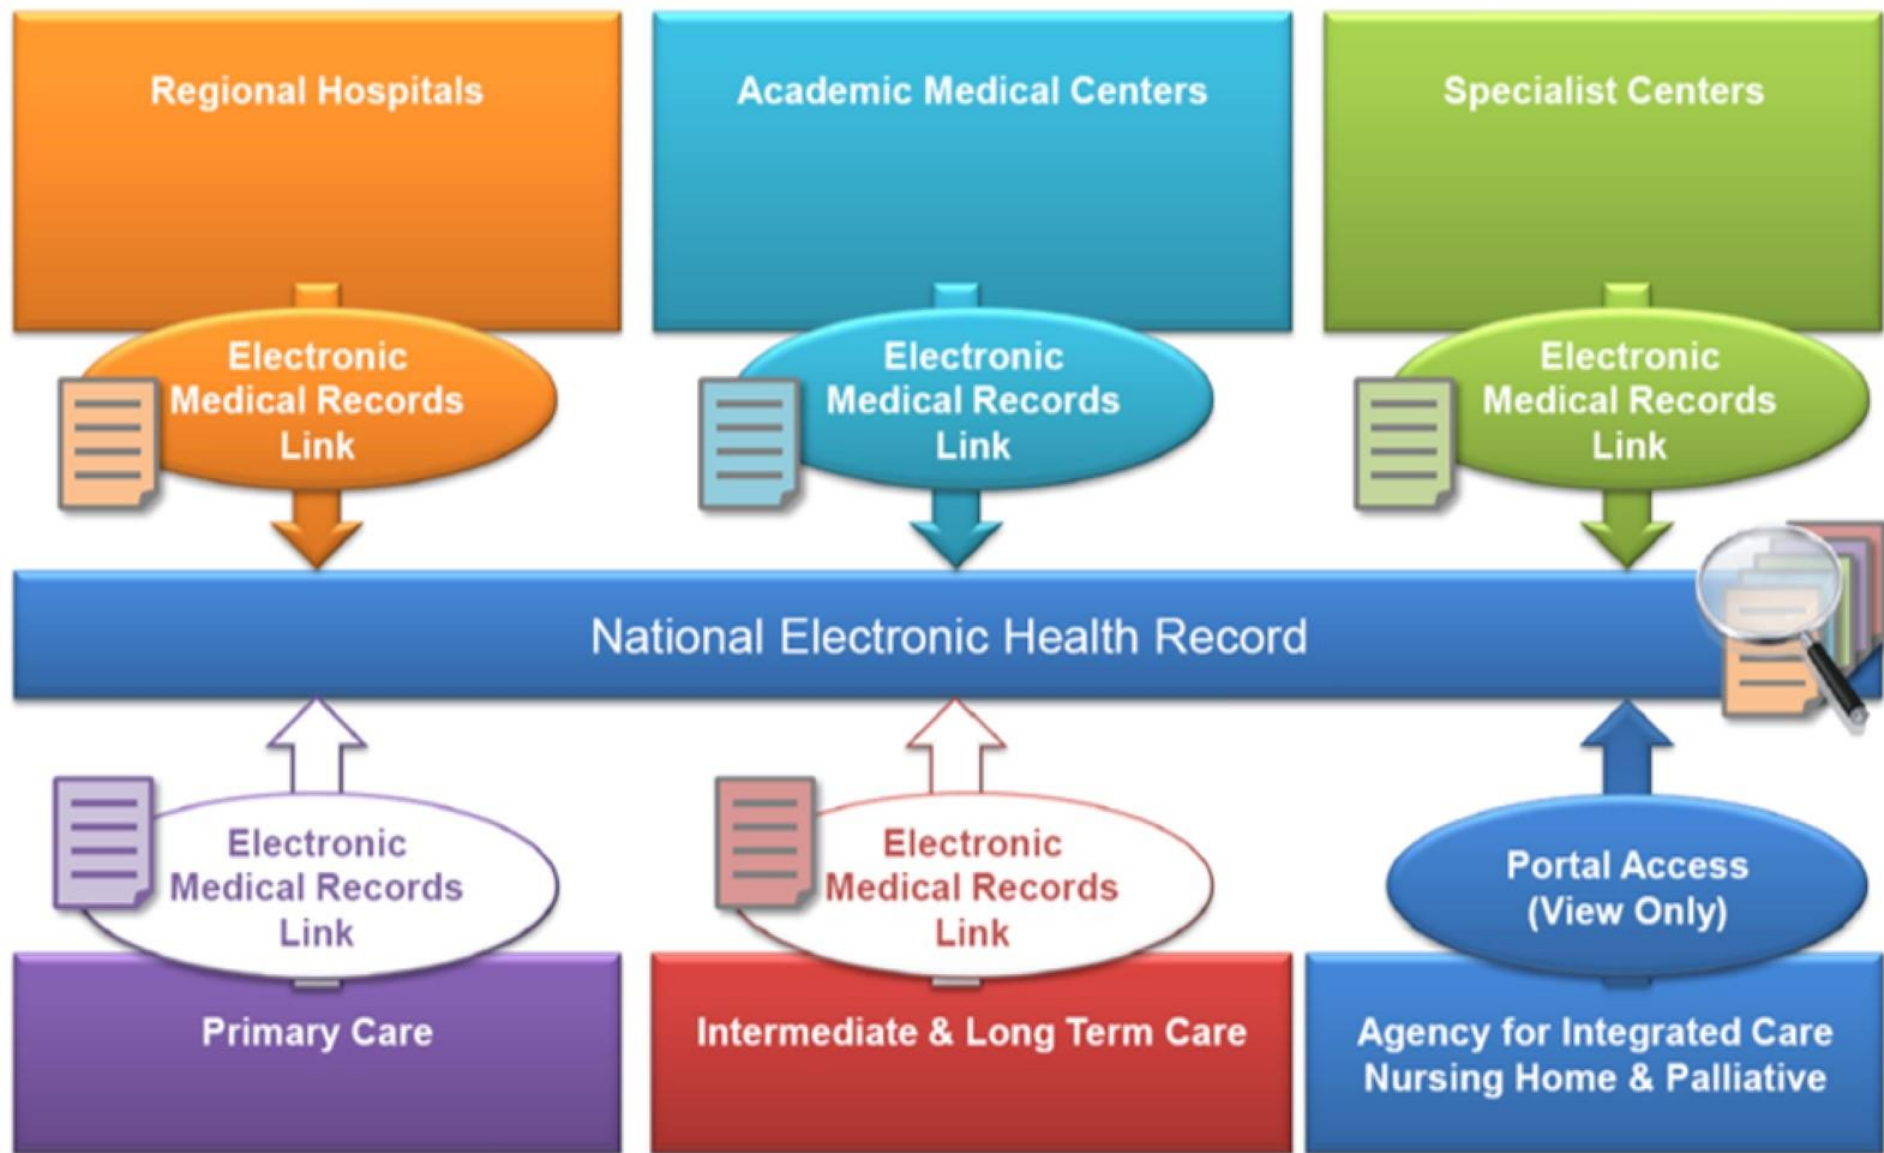 Regional Hospitals
Academic Medical Centers
Specialist Centers
Electronic
Medical Records
Link
Electronic
Medical Records
Link
Electronic
Medical Records
Link
National Electronic Health Record
Electronic
Medical Records
Link
Electronic
Medical Records
Link
Portal Access
(View Only)
Primary Care
Intermediate & Long Term Care
Agency for Integrated Care
Nursing Home & Palliative